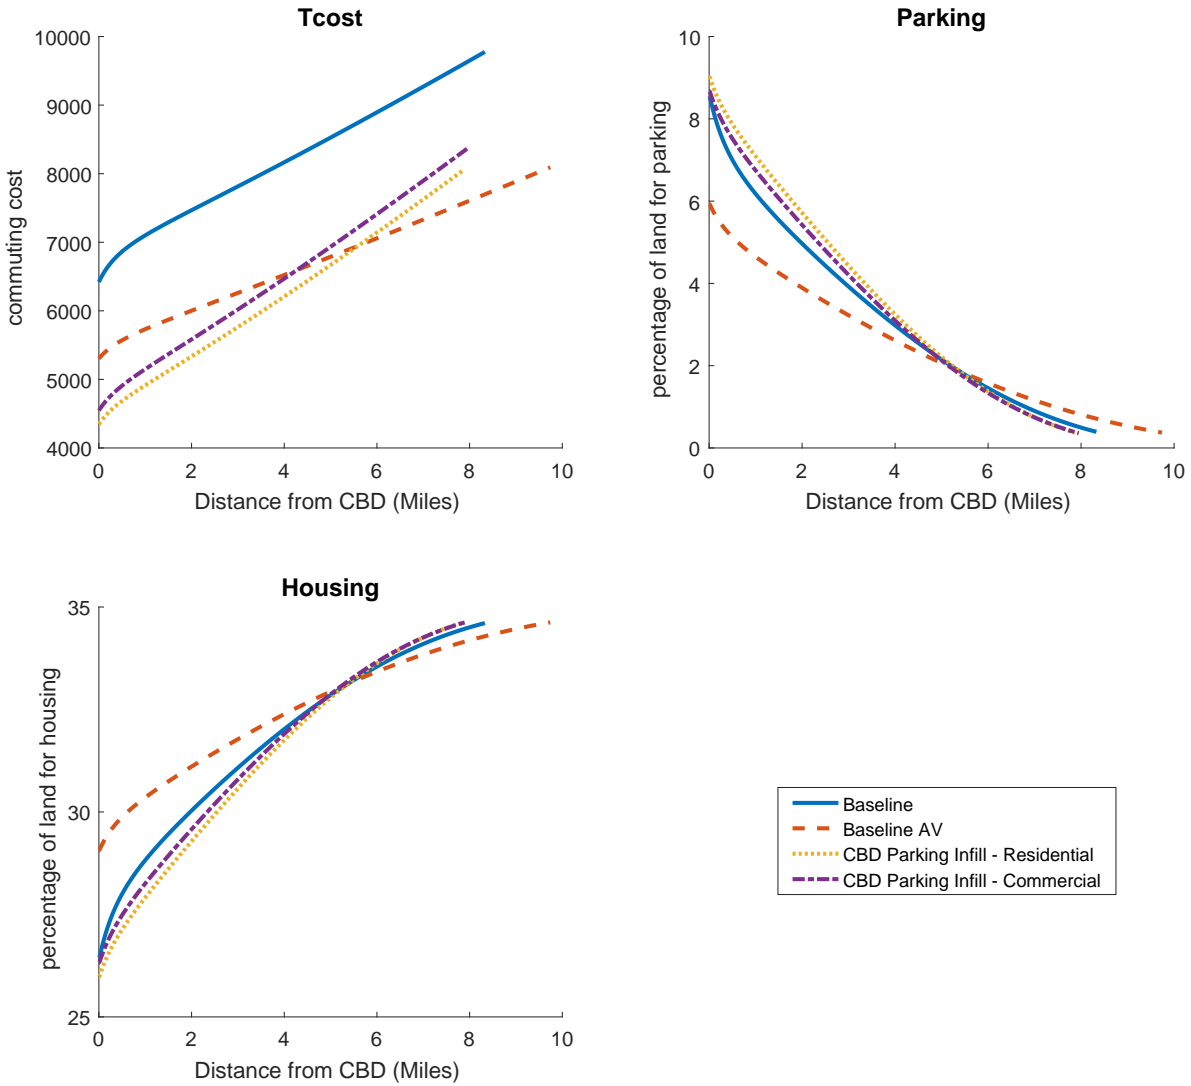 Tcost
10000
9000
8000
7000
6000
5000
4000
commuting cost
0 2 4 6 8 10
Distance from CBD (Miles)
Parking
10
8
6
4
2
0
percentage of land for parking
0 2 4 6 8 10
Distance from CBD (Miles)
Housing
35
30
25
percentage of land for housing
0 2 4 6 8 10
Distance from CBD (Miles)
Baseline
Baseline AV
CBD Parking Infill - Residential
CBD Parking Infill - Commercial